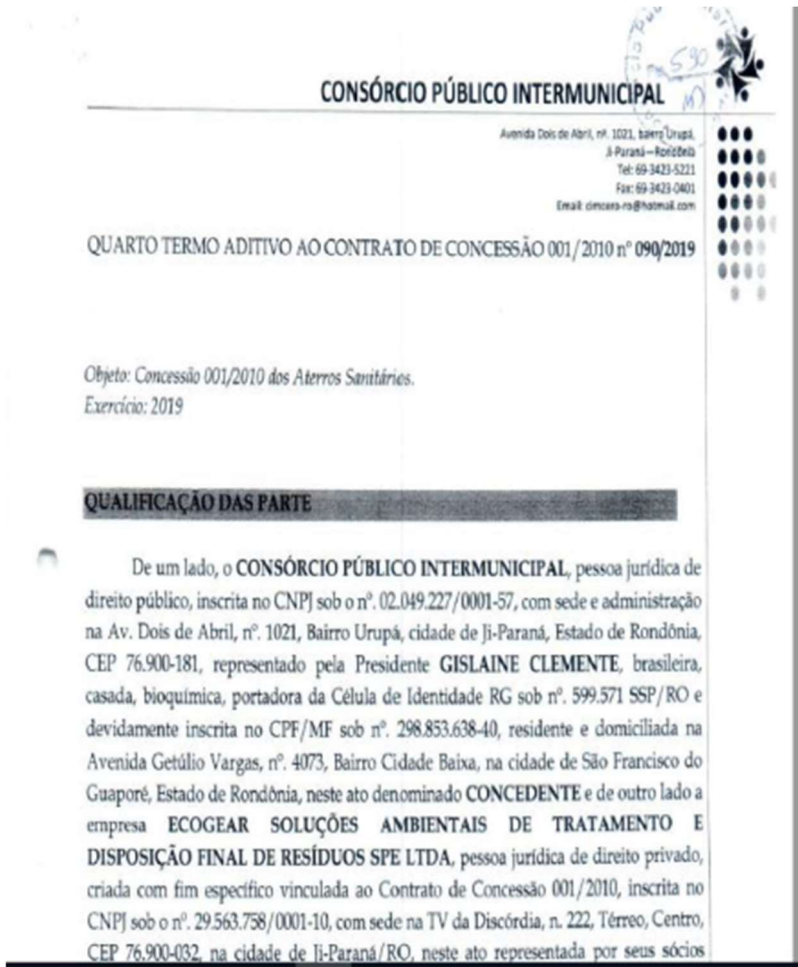 590
CONSÓRCIO PÚBLICO INTERMUNICIPAL
Avenida Dois de Abril, nº. 1021, bairro Urupá,
Ji-Paraná—Rondônia
Tel: 69-3423-5221
Fax: 69-3423-0401
Email: cimcera-ro@hotmail.com
QUARTO TERMO ADITIVO AO CONTRATO DE CONCESSÃO 001/2010 nº 090/2019
Objeto: Concessão 001/2010 dos Aterros Sanitários.
Exercício: 2019
QUALIFICAÇÃO DAS PARTE
De um lado, o CONSÓRCIO PÚBLICO INTERMUNICIPAL, pessoa jurídica de
direito público, inscrita no CNPJ sob o nº. 02.049.227/0001-57, com sede e administração
na Av. Dois de Abril, nº. 1021, Bairro Urupá, cidade de Ji-Paraná, Estado de Rondônia,
CEP 76.900-181, representado pela Presidente GISLAINE CLEMENTE, brasileira,
casada, bioquímica, portadora da Célula de Identidade RG sob nº. 599.571 SSP/RO e
devidamente inscrita no CPF/MF sob nº. 298.853.638-40, residente e domiciliada na
Avenida Getúlio Vargas, nº. 4073, Bairro Cidade Baixa, na cidade de São Francisco do
Guaporé, Estado de Rondônia, neste ato denominado CONCEDENTE e de outro lado a
empresa ECOGEAR SOLUÇÕES AMBIENTAIS DE TRATAMENTO E
DISPOSIÇÃO FINAL DE RESÍDUOS SPE LTDA, pessoa jurídica de direito privado,
criada com fim específico vinculada ao Contrato de Concessão 001/2010, inscrita no
CNPJ sob o nº. 29.563.758/0001-10, com sede na TV da Discórdia, n. 222, Térreo, Centro,
CEP 76.900-032, na cidade de Ji-Paraná/RO, neste ato representada por seus sócios